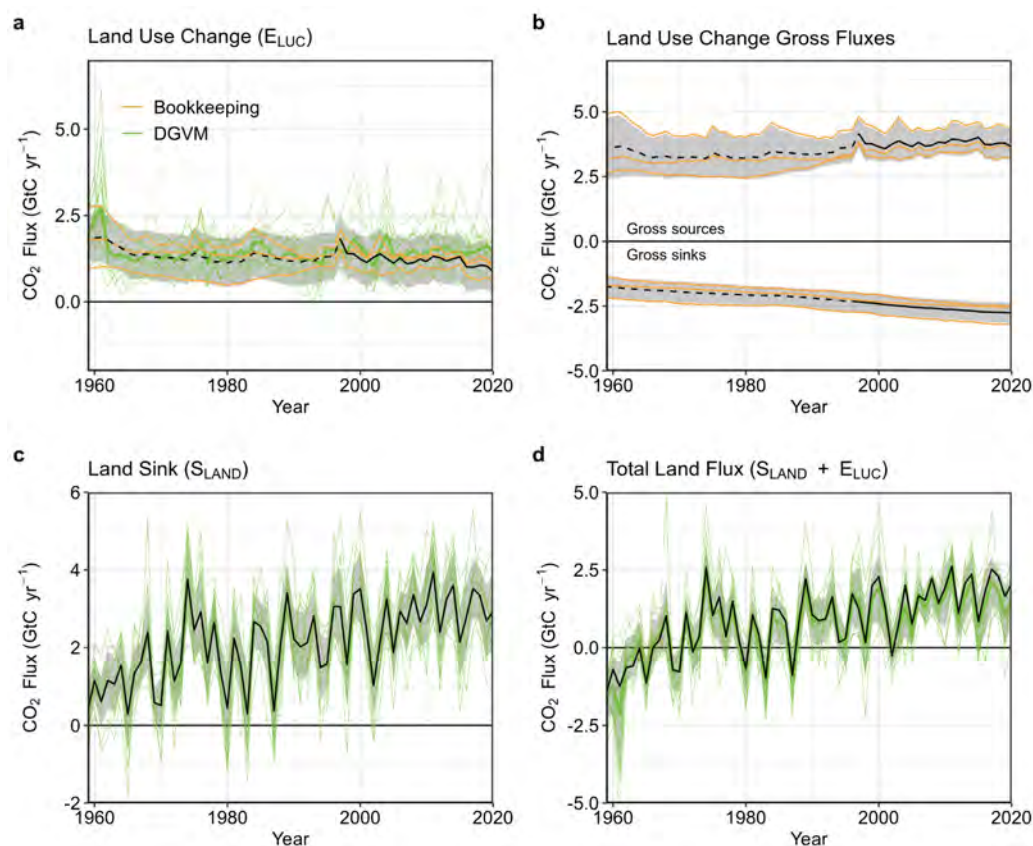 a
Land Use Change (E_LUC)
CO₂ Flux (GtC yr⁻¹)
5.0
2.5
0.0
Bookkeeping
DGVM
1960
1980
2000
2020
Year
b
Land Use Change Gross Fluxes
CO₂ Flux (GtC yr⁻¹)
5.0
2.5
0.0
-2.5
-5.0
Gross sources
Gross sinks
1960
1980
2000
2020
Year
c
Land Sink (S_LAND)
CO₂ Flux (GtC yr⁻¹)
6
4
2
0
-2
1960
1980
2000
2020
Year
d
Total Land Flux (S_LAND + E_LUC)
CO₂ Flux (GtC yr⁻¹)
5.0
2.5
0.0
-2.5
-5.0
1960
1980
2000
2020
Year